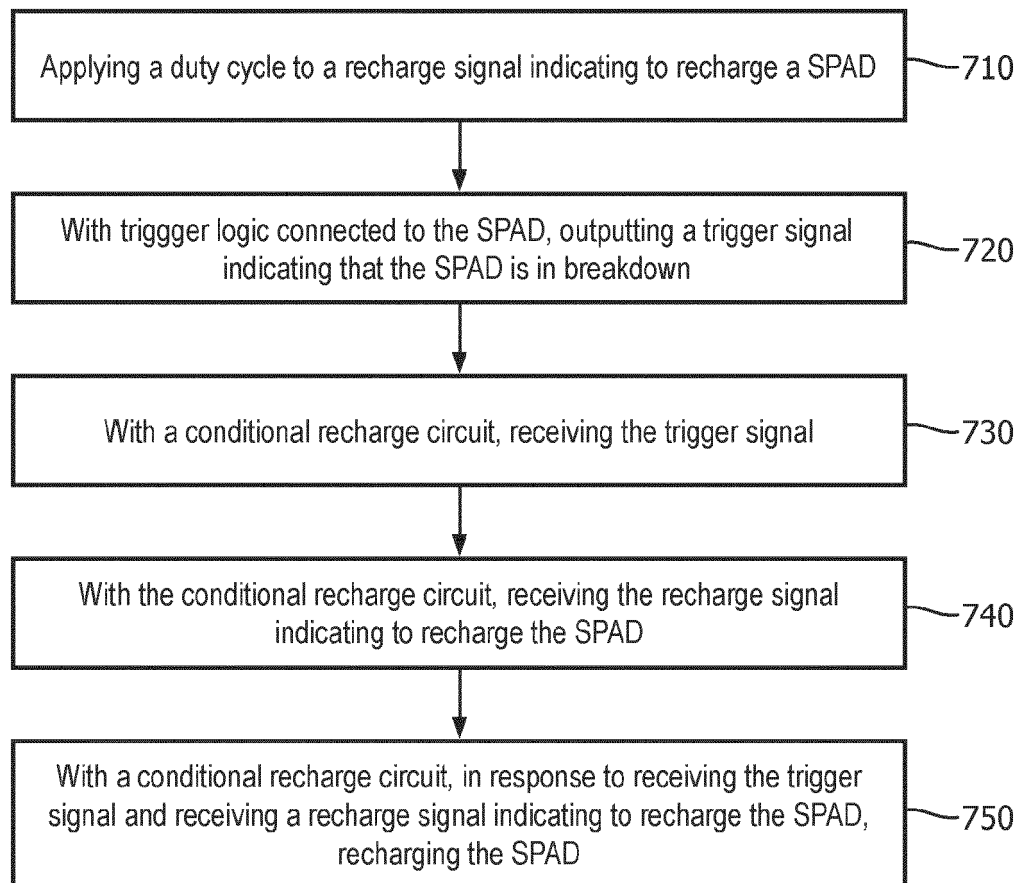 Applying a duty cycle to a recharge signal indicating to recharge a SPAD
710
With triggger logic connected to the SPAD, outputting a trigger signal
indicating that the SPAD is in breakdown
720
With a conditional recharge circuit, receiving the trigger signal
730
With the conditional recharge circuit, receiving the recharge signal
indicating to recharge the SPAD
740
With a conditional recharge circuit, in response to receiving the trigger
signal and receiving a recharge signal indicating to recharge the SPAD,
recharging the SPAD
750